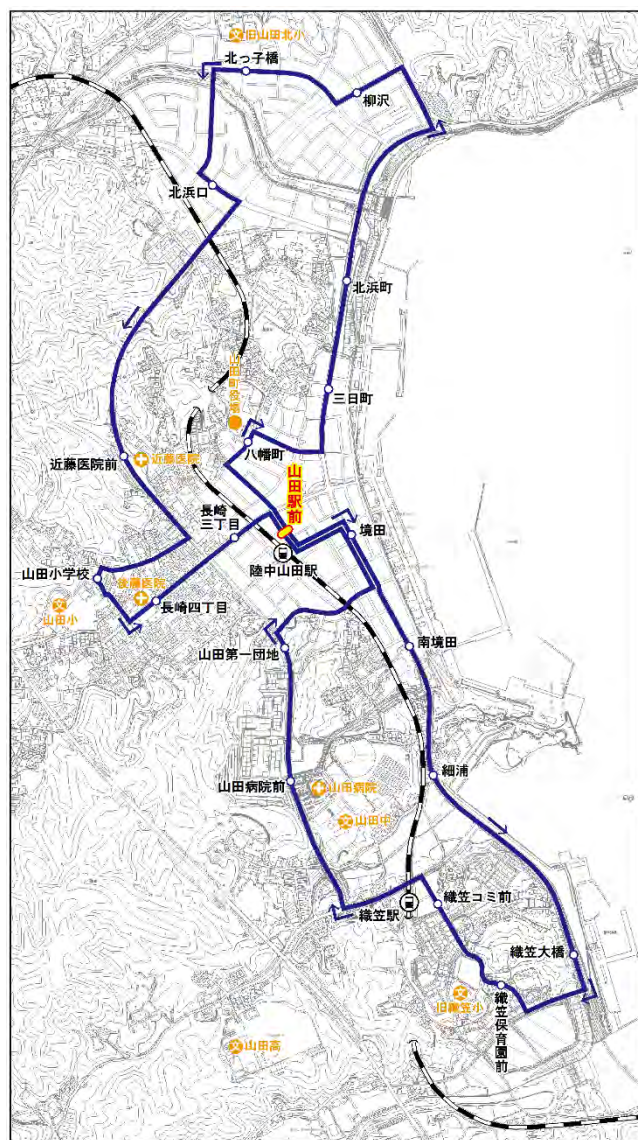 旧山田北小
北っ子橋
柳沢
北浜口
北浜町
三日町
山田町役場
八幡町
近藤医院前
近藤医院
山田駅前
長崎
三丁目
境田
陸中山田駅
山田小学校
後藤医院
長崎四丁目
山田小
山田第一団地
南境田
細浦
山田病院前
山田病院
山田中
織笠コミ前
織笠駅
織笠大橋
旧織笠小
織笠保育園前
山田高